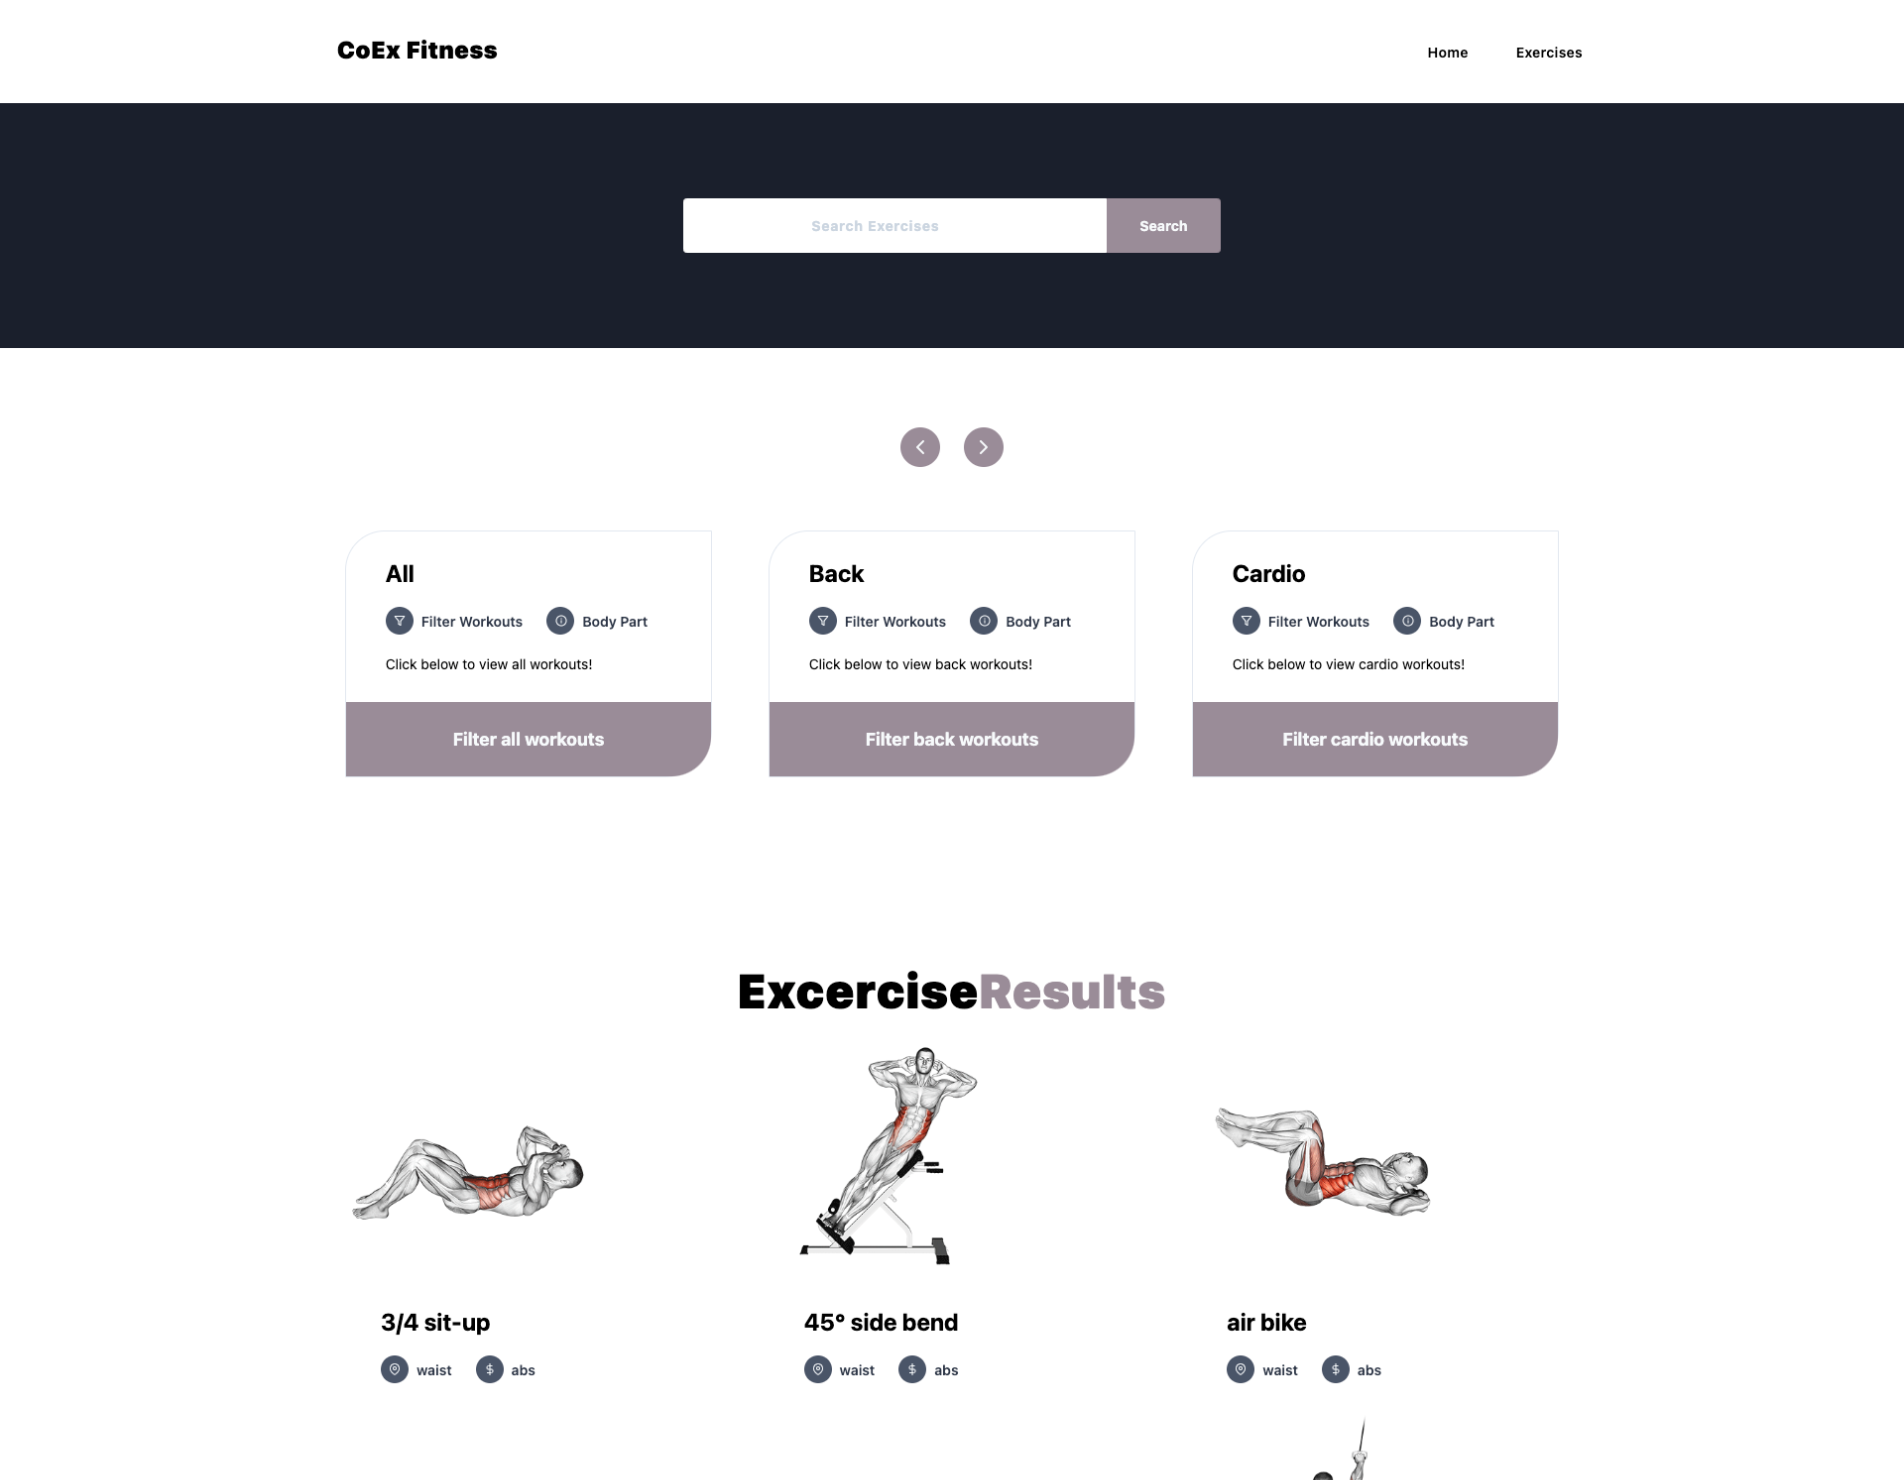 CoEx Fitness
Home Exercises
Search Exercises Search
All
Filter Workouts Body Part
Click below to view all workouts!
Filter all workouts
Back
Filter Workouts Body Part
Click below to view back workouts!
Filter back workouts
Cardio
Filter Workouts Body Part
Click below to view cardio workouts!
Filter cardio workouts
ExcerciseResults
3/4 sit-up
waist $ abs
45° side bend
waist $ abs
air bike
waist $ abs